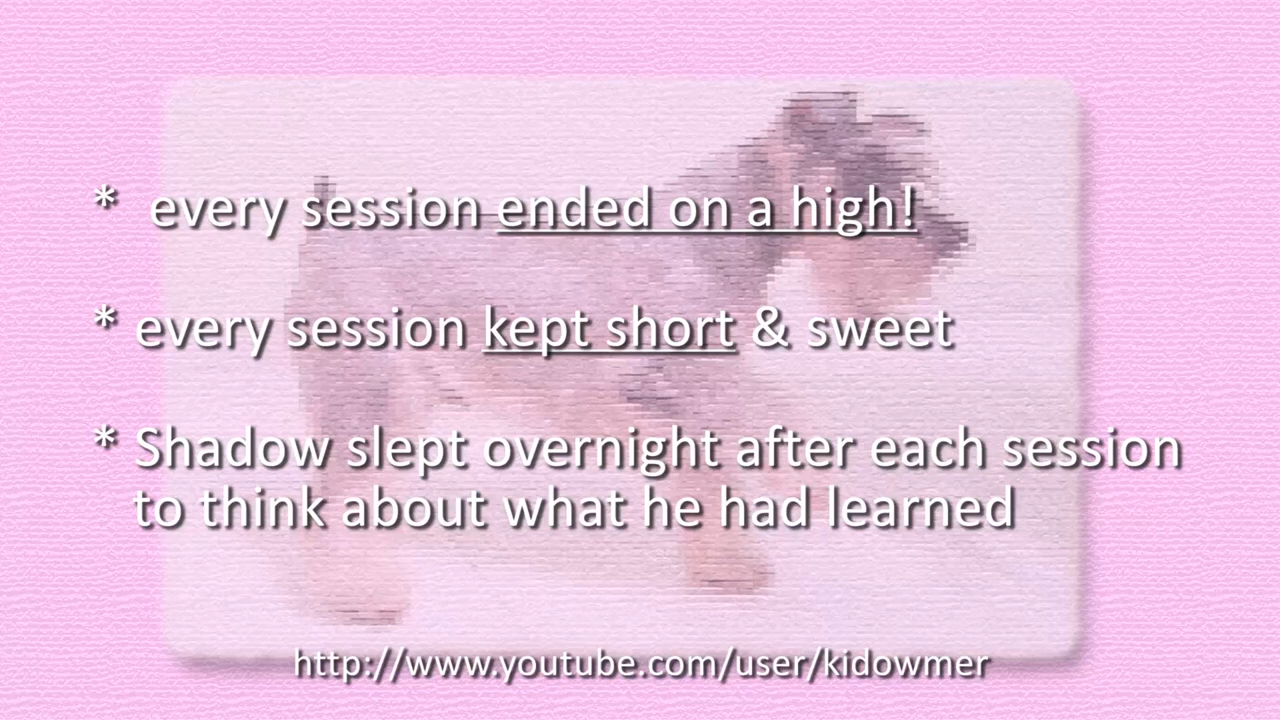 * every session ended on a high!
* every session kept short & sweet
* Shadow slept overnight after each session
to think about what he had learned
http://www.youtube.com/user/kidowmer